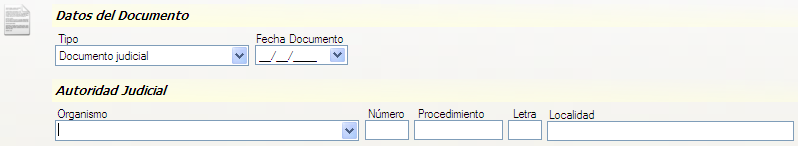 Datos del Documento
Tipo Fecha Documento
Documento judicial __/__/____
Autoridad Judicial
Organismo Número Procedimiento Letra Localidad